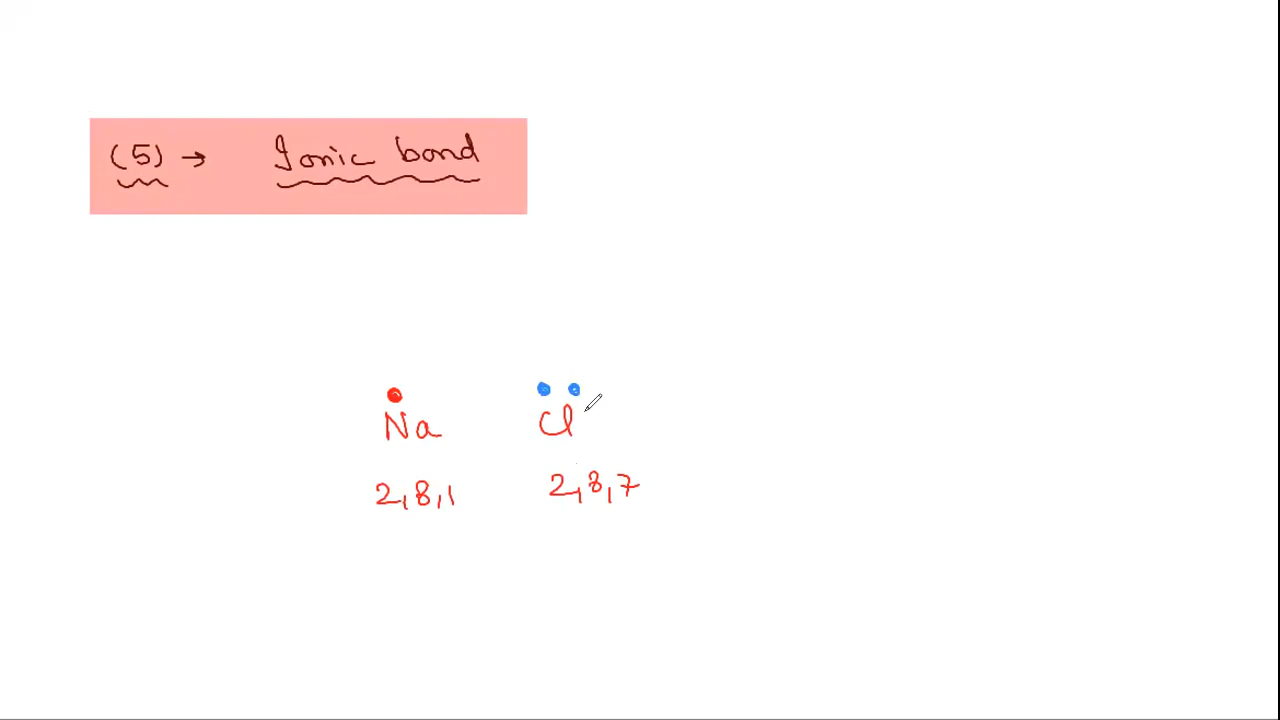 (5) → Ionic bond
Na Cl
2,8,1 2,8,7